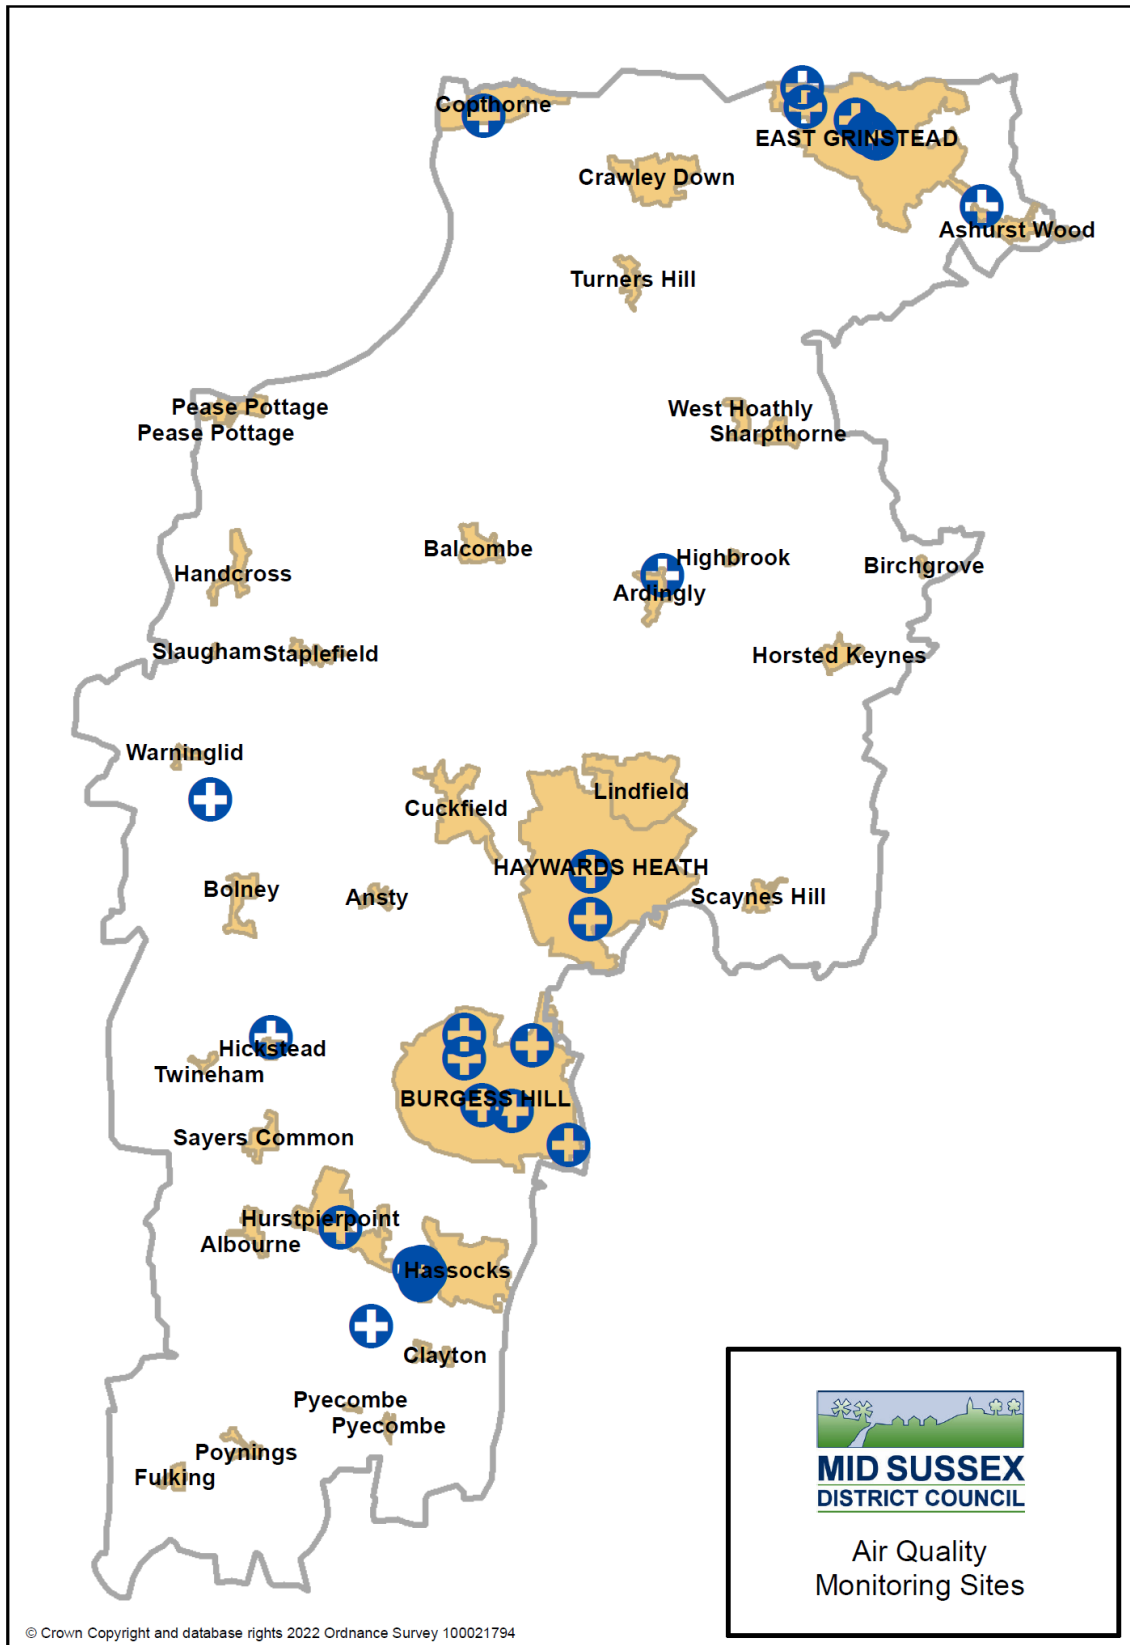 Copthorne
EAST GRINSTEAD
Crawley Down
Ashurst Wood
Turners Hill
Pease Pottage
Pease Pottage
West Hoathly
Sharpthorne
Balcombe
Highbrook
Birchgrove
Handcross
Ardingly
Slaugham
Staplefield
Horsted Keynes
Warninglid
Lindfield
Cuckfield
HAYWARDS HEATH
Bolney
Ansty
Scaynes Hill
Hickstead
Twineham
BURGESS HILL
Sayers Common
Hurstpierpoint
Albourne
Hassocks
Clayton
Pyecombe
Pyecombe
Poynings
Fulking
MID SUSSEX
DISTRICT COUNCIL
Air Quality
Monitoring Sites
© Crown Copyright and database rights 2022 Ordnance Survey 100021794